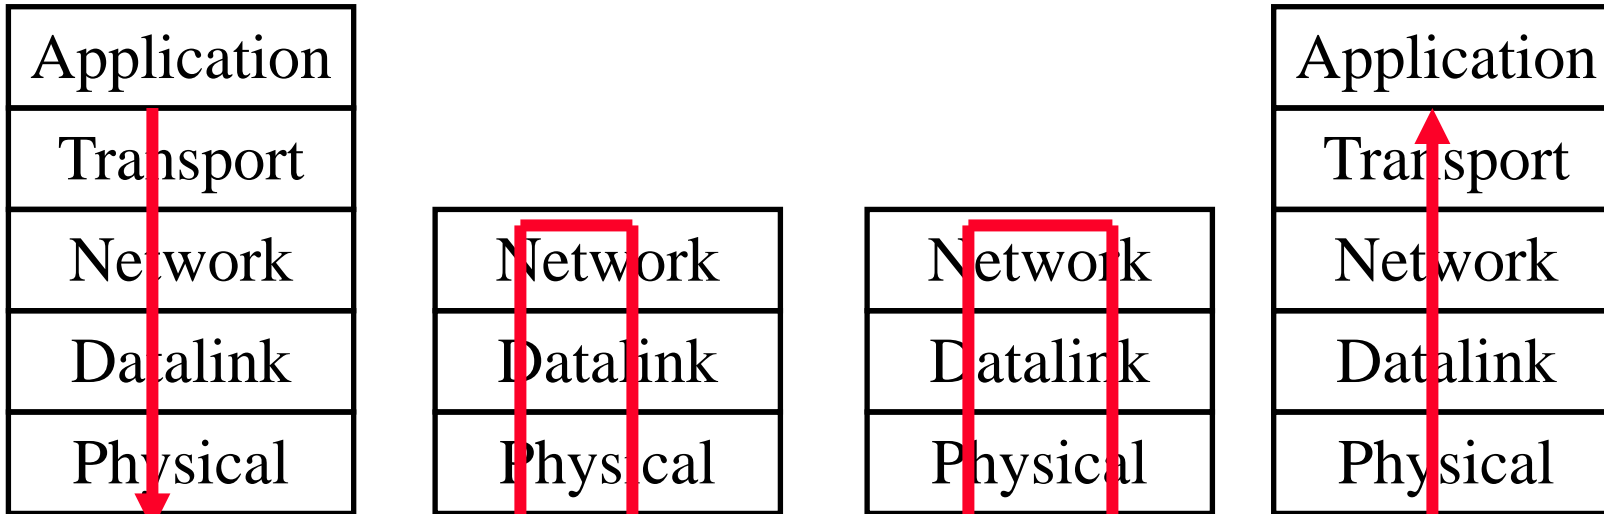 Application
Transport
Network
Datalink
Physical
Network
Datalink
Physical
Network
Datalink
Physical
Application
Transport
Network
Datalink
Physical